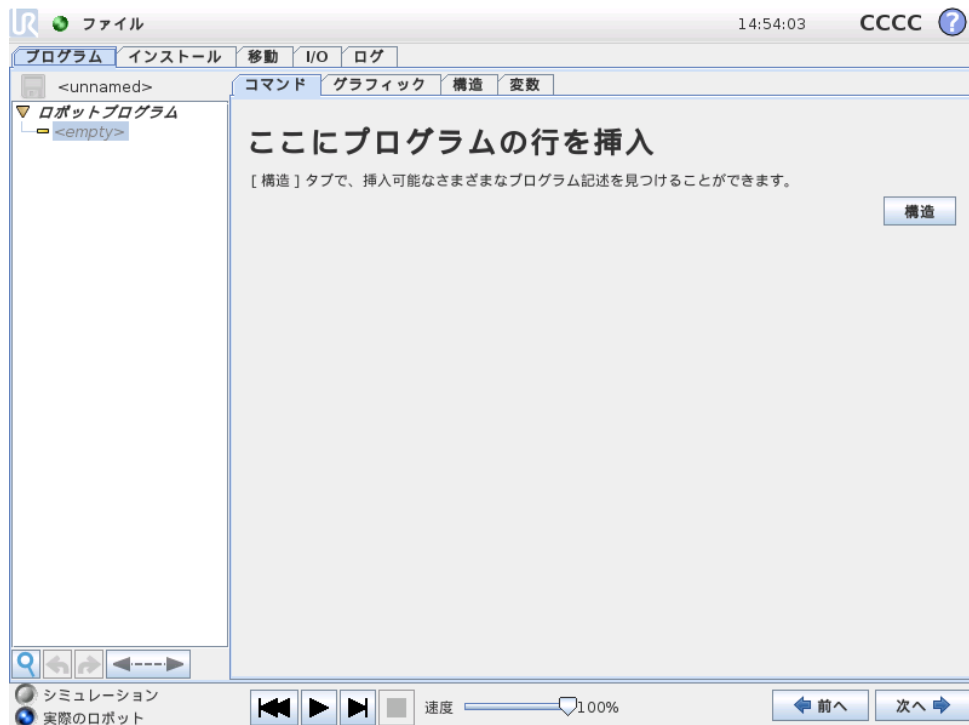 UR ファイル 14:54:03 CCCC ?
プログラム インストール 移動 I/O ログ
<unnamed>
コマンド グラフィック 構造 変数
ロボットプログラム
<empty>
ここにプログラムの行を挿入
[ 構造 ] タブで、挿入可能なさまざまなプログラム記述を見つけることができます。
構造
シミュレーション
実際のロボット
速度 100%
前へ 次へ